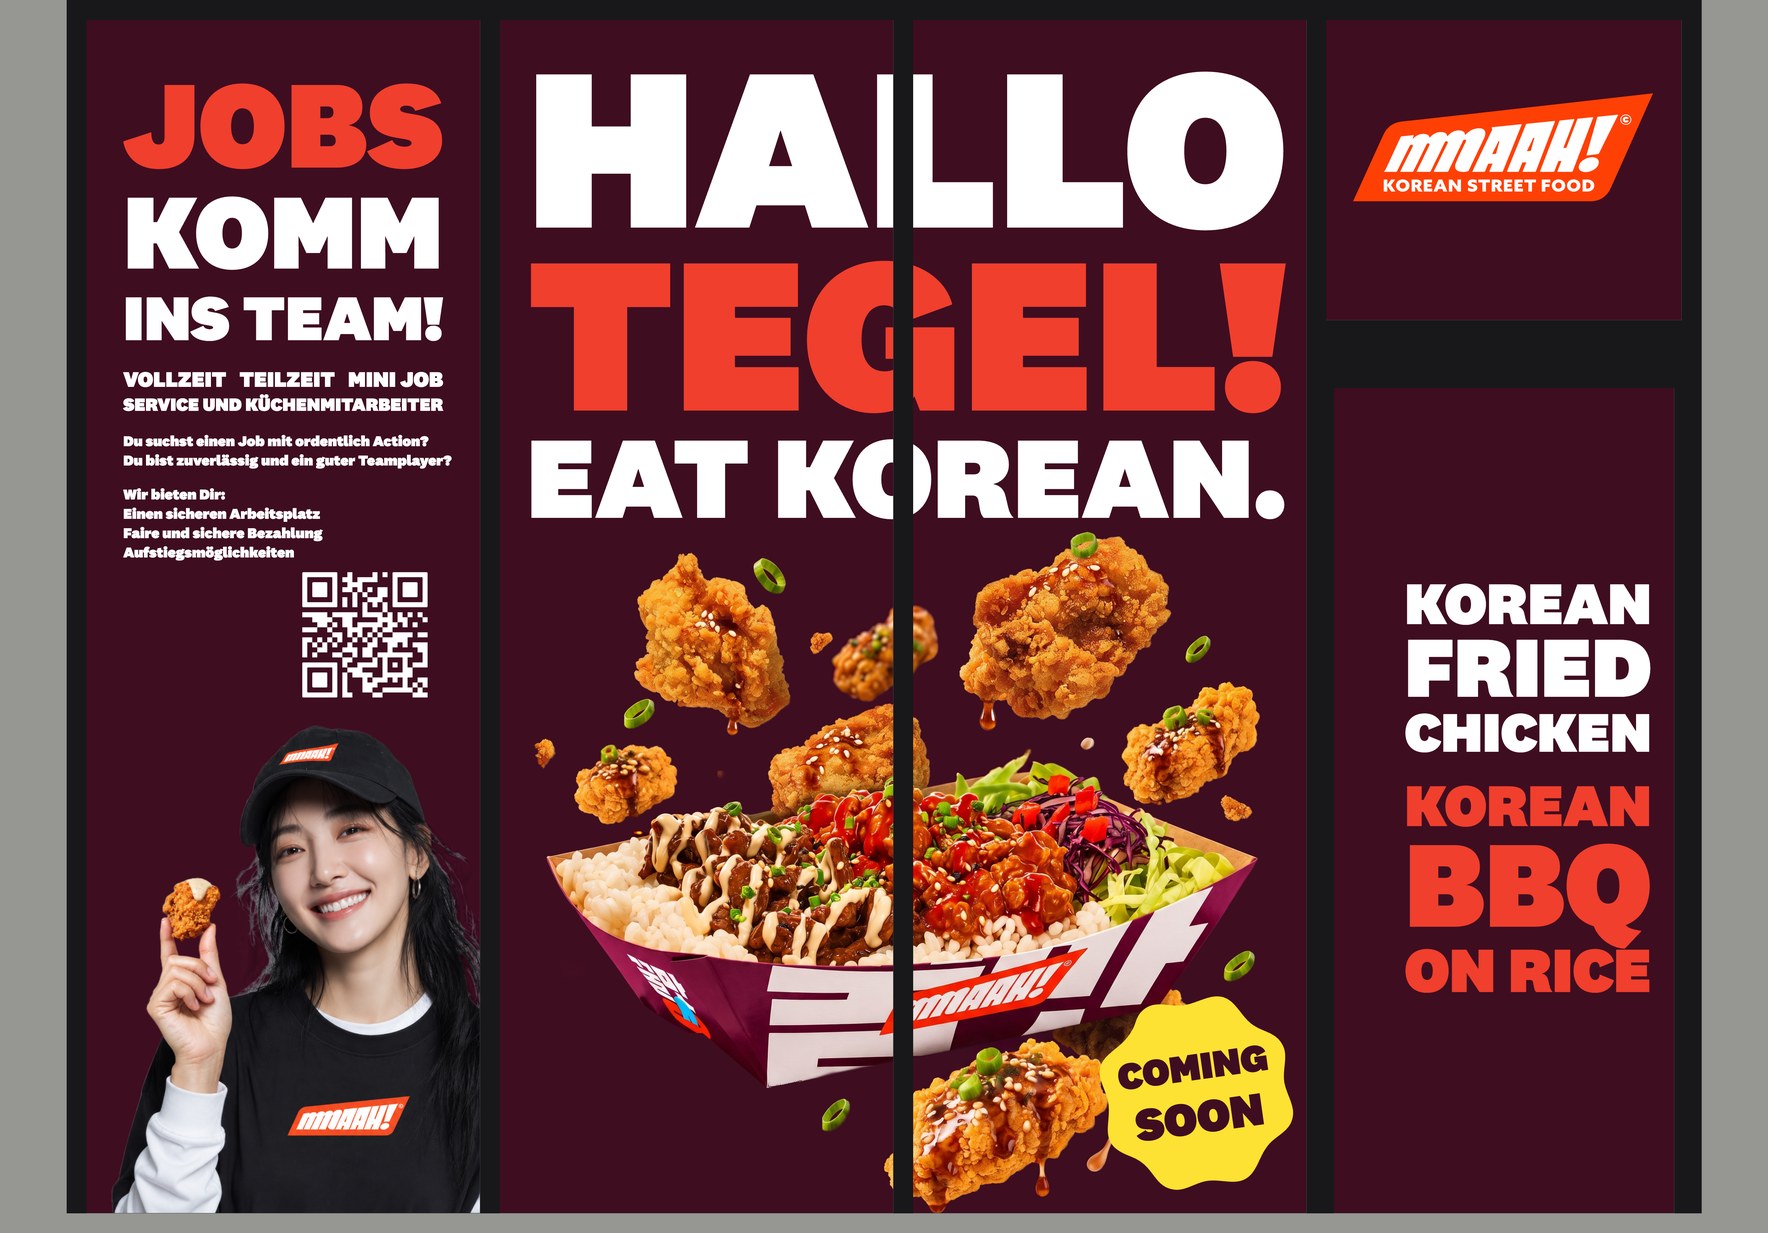 JOBS
KOMM
INS TEAM!
VOLLZEIT TEILZEIT MINI JOB
SERVICE UND KÜCHENMITARBEITER
Du suchst einen Job mit ordentlich Action?
Du bist zuverlässig und ein guter Teamplayer?
Wir bieten Dir:
Einen sicheren Arbeitsplatz
Faire und sichere Bezahlung
Aufstiegsmöglichkeiten
MMAAH!
MMAAH!
HALLO
TEGEL!
EAT KOREAN.
MMAAH!
COMING
SOON
MMAAH! ©
KOREAN STREET FOOD
KOREAN
FRIED
CHICKEN
KOREAN
BBQ
ON RICE